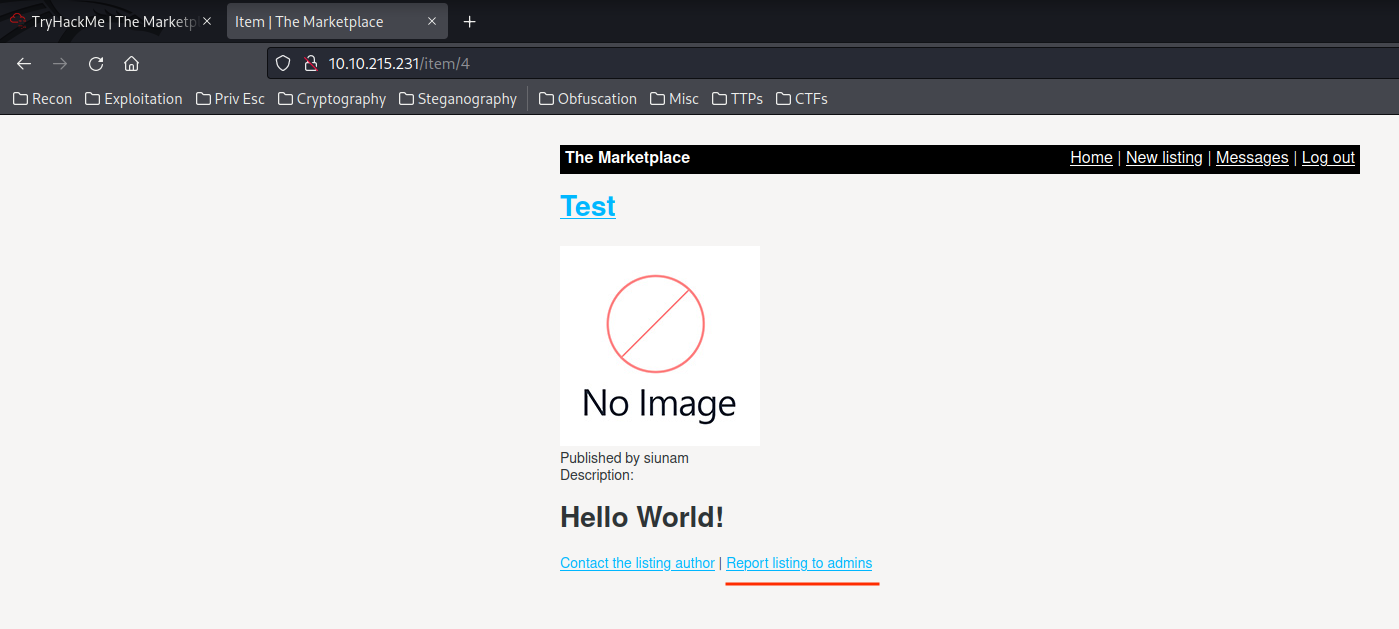 TryHackMe | The Marketp
Item | The Marketplace
10.10.215.231/item/4
Recon Exploitation Priv Esc Cryptography Steganography Obfuscation Misc TTPs CTFs
The Marketplace Home | New listing | Messages | Log out
Test
No Image
Published by siunam
Description:
Hello World!
Contact the listing author | Report listing to admins